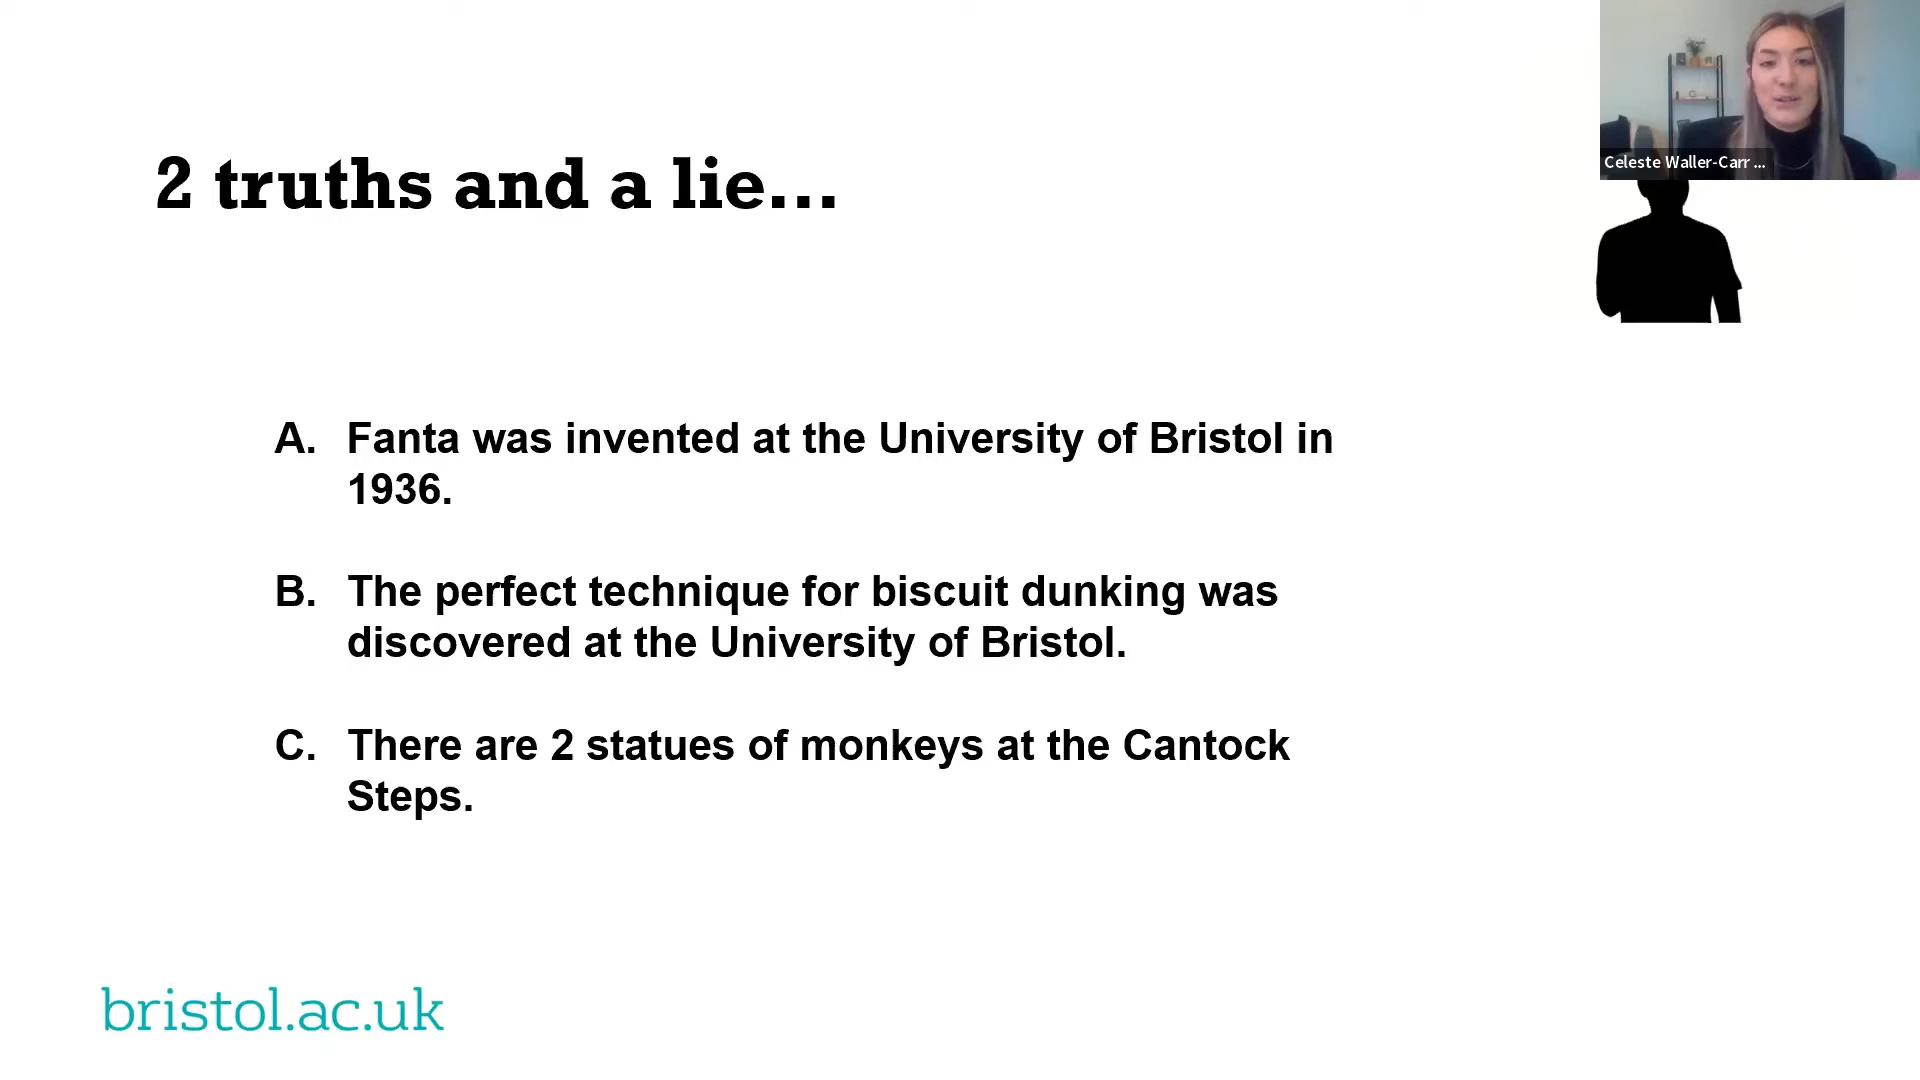 2 truths and a lie...
Celeste Waller-Carr ...
A. Fanta was invented at the University of Bristol in
1936.
B. The perfect technique for biscuit dunking was
discovered at the University of Bristol.
C. There are 2 statues of monkeys at the Cantock
Steps.
bristol.ac.uk